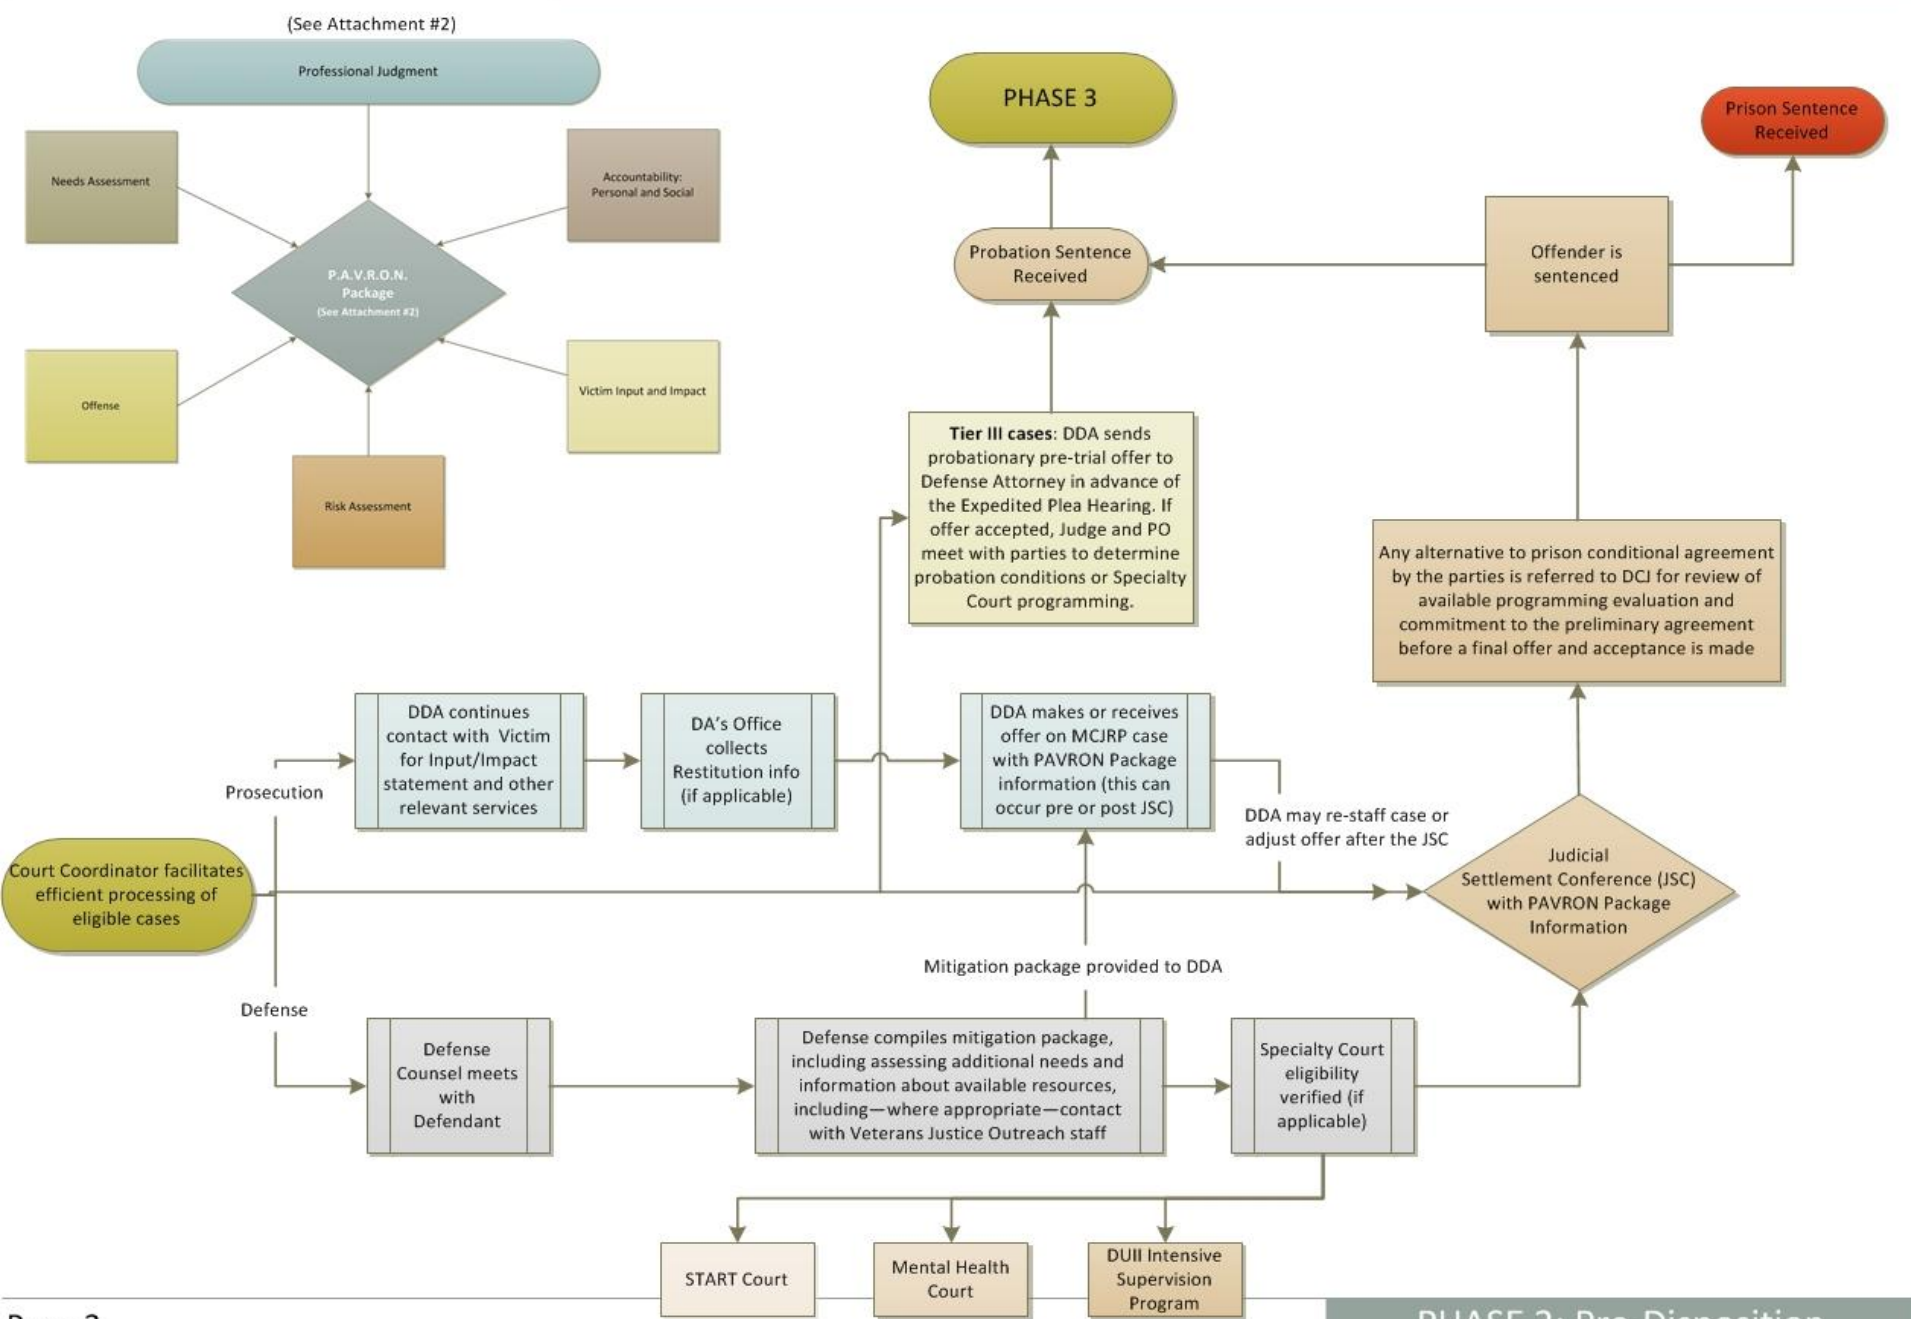 (See Attachment #2)
Professional Judgment
Needs Assessment
Accountability:
Personal and Social
P.A.V.R.O.N.
Package
(See Attachment #2)
Offense
Victim Input and Impact
Risk Assessment
PHASE 3
Prison Sentence
Received
Probation Sentence
Received
Offender is
sentenced
Tier III cases: DDA sends
probationary pre-trial offer to
Defense Attorney in advance of
the Expedited Plea Hearing. If
offer accepted, Judge and PO
meet with parties to determine
probation conditions or Specialty
Court programming.
Any alternative to prison conditional agreement
by the parties is referred to DCJ for review of
available programming evaluation and
commitment to the preliminary agreement
before a final offer and acceptance is made
Prosecution
DDA continues
contact with Victim
for Input/Impact
statement and other
relevant services
DA's Office
collects
Restitution info
(if applicable)
DDA makes or receives
offer on MCJRP case
with PAVRON Package
information (this can
occur pre or post JSC)
DDA may re-staff case or
adjust offer after the JSC
Court Coordinator facilitates
efficient processing of
eligible cases
Judicial
Settlement Conference (JSC)
with PAVRON Package
Information
Mitigation package provided to DDA
Defense
Defense
Counsel meets
with
Defendant
Defense compiles mitigation package,
including assessing additional needs and
information about available resources,
including—where appropriate—contact
with Veterans Justice Outreach staff
Specialty Court
eligibility
verified (if
applicable)
START Court
Mental Health
Court
DUII Intensive
Supervision
Program
PHASE 2: Pre-Disposition